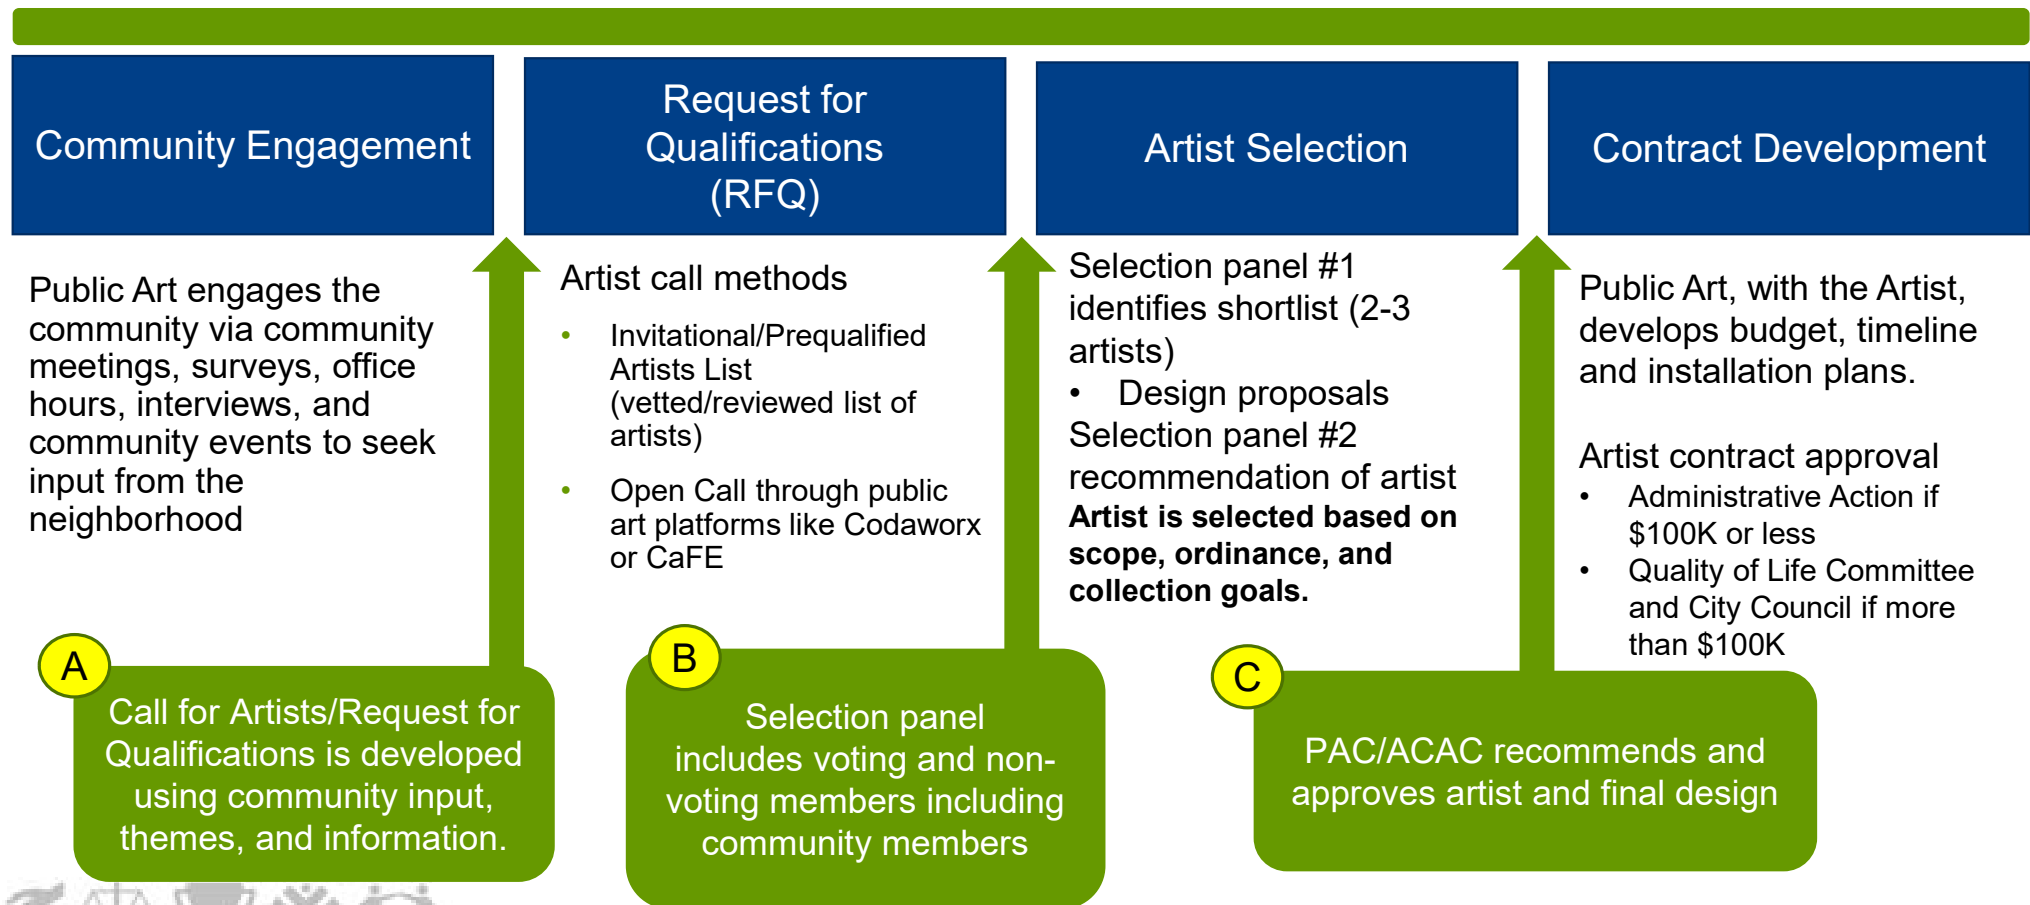 Community Engagement
Public Art engages the
community via community
meetings, surveys, office
hours, interviews, and
community events to seek
input from the
neighborhood
A
Call for Artists/Request for
Qualifications is developed
using community input,
themes, and information.
Request for
Qualifications
(RFQ)
Artist call methods
• Invitational/Prequalified
Artists List
(vetted/reviewed list of
artists)
• Open Call through public
art platforms like Codaworx
or CaFE
B
Selection panel
includes voting and non-
voting members including
community members
Artist Selection
Selection panel #1
identifies shortlist (2-3
artists)
• Design proposals
Selection panel #2
recommendation of artist
Artist is selected based on
scope, ordinance, and
collection goals.
C
PAC/ACAC recommends and
approves artist and final design
Contract Development
Public Art, with the Artist,
develops budget, timeline
and installation plans.
Artist contract approval
• Administrative Action if
$100K or less
• Quality of Life Committee
and City Council if more
than $100K